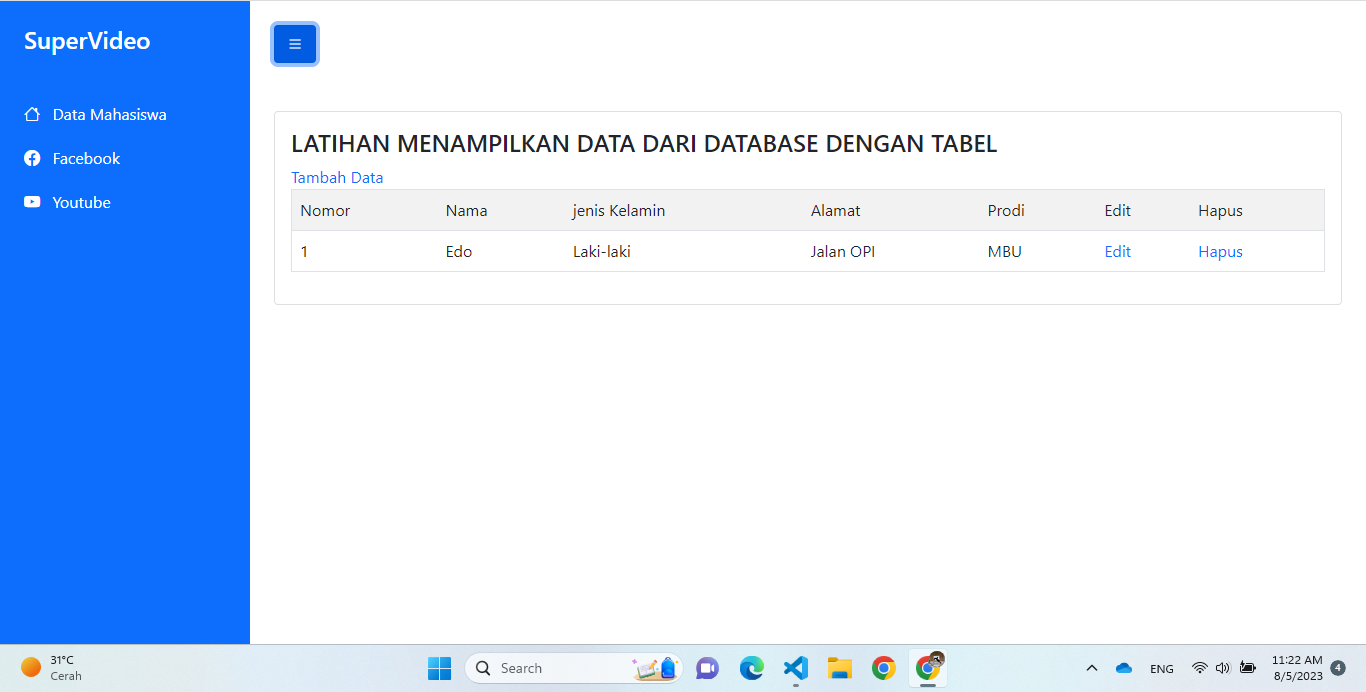 SuperVideo
Data Mahasiswa
Facebook
Youtube
LATIHAN MENAMPILKAN DATA DARI DATABASE DENGAN TABEL
Tambah Data
Nomor Nama jenis Kelamin Alamat Prodi Edit Hapus
1 Edo Laki-laki Jalan OPI MBU Edit Hapus
31°C
Cerah
Search
ENG
11:22 AM
8/5/2023
4